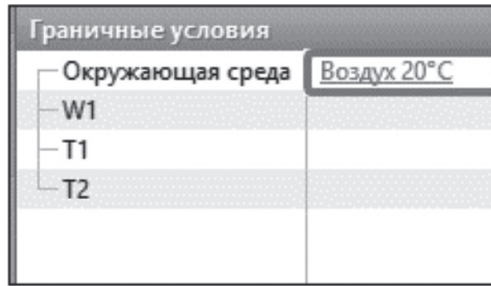 Граничные условия
Окружающая среда Воздух 20°C
W1
T1
T2